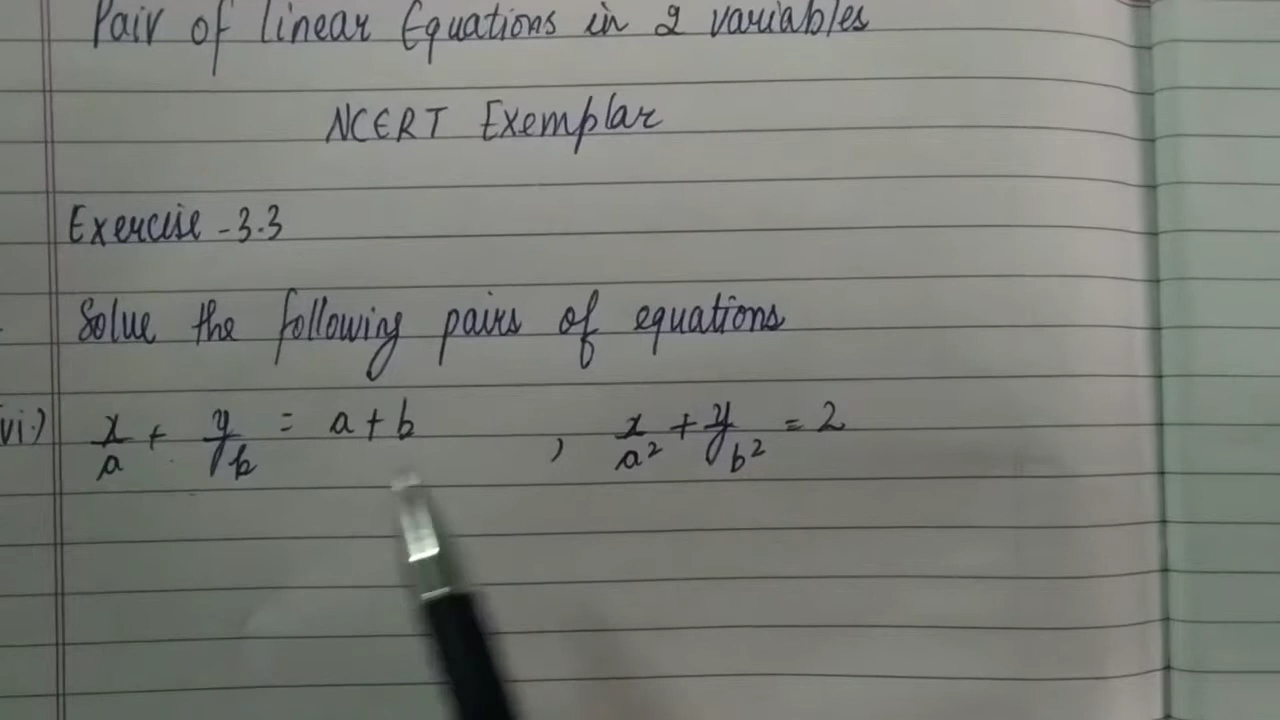 Pair of linear Equations in 2 variables
NCERT Exemplar
Exercise - 3.3
Solve the following pairs of equations
vi.) x/a + y/b = a + b , x/a² + y/b² = 2